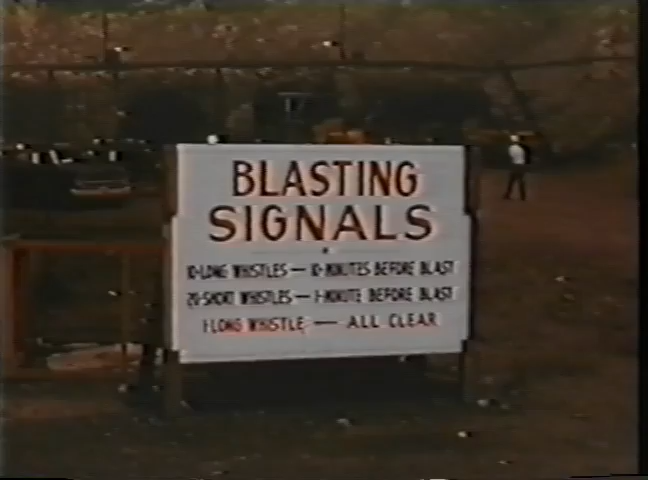 BLASTING
SIGNALS
10-LONG WHISTLES — 10-MINUTES BEFORE BLAST
20-SHORT WHISTLES — 1-MINUTE BEFORE BLAST
1-LONG WHISTLE — ALL CLEAR